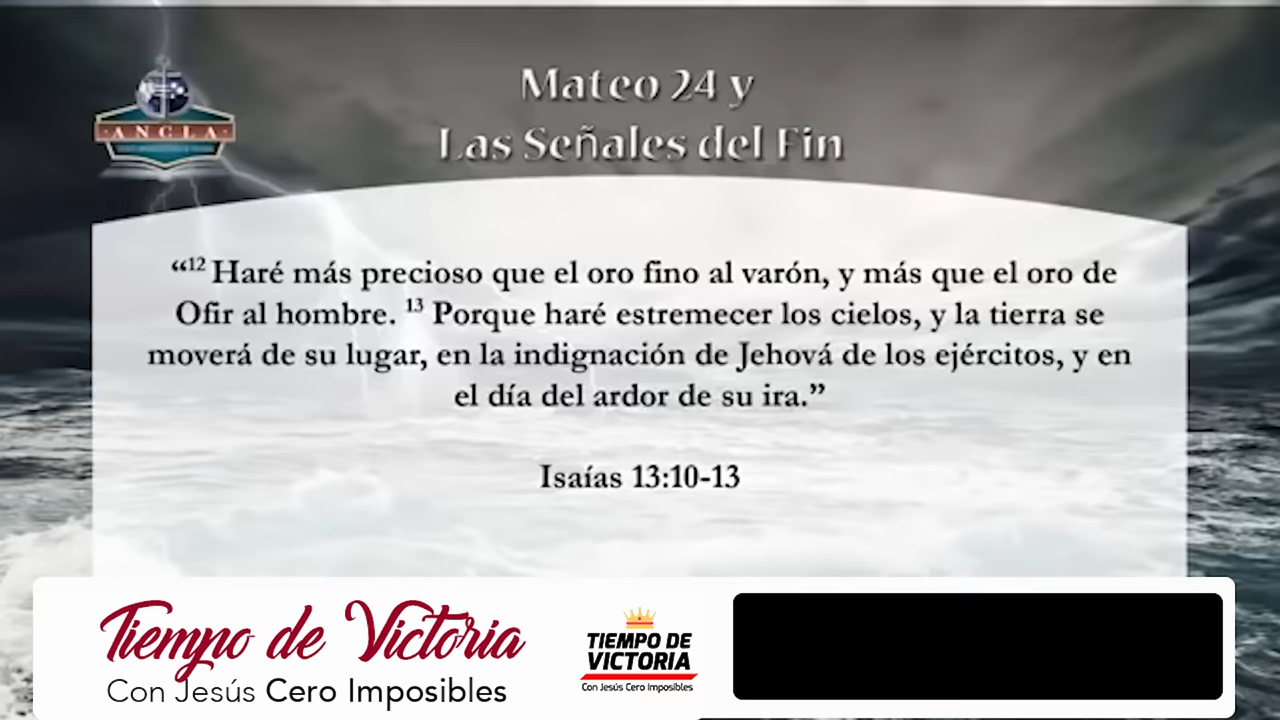 Mateo 24 y
Las Señales del Fin
ANCLA
“12 Haré más precioso que el oro fino al varón, y más que el oro de
Ofir al hombre. 13 Porque haré estremecer los cielos, y la tierra se
moverá de su lugar, en la indignación de Jehová de los ejércitos, y en
el día del ardor de su ira.”
Isaías 13:10-13
Tiempo de Victoria
Con Jesús Cero Imposibles
TIEMPO DE
VICTORIA
Con Jesús Cero Imposibles